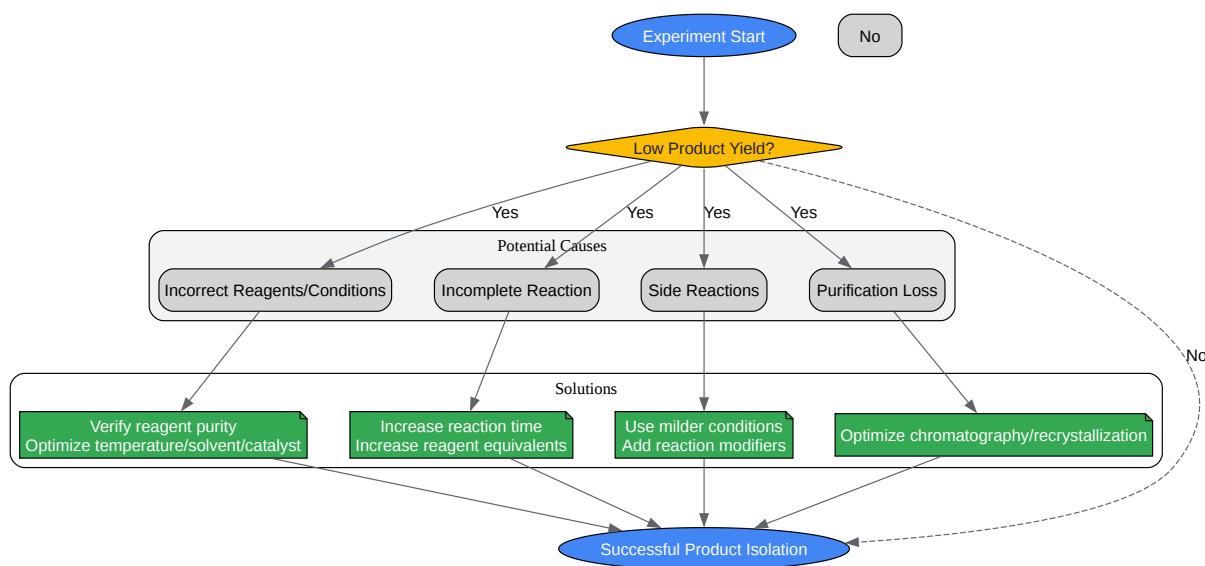 Experiment Start
No
Low Product Yield?
Yes
Yes
Yes
Yes
Potential Causes
Incorrect Reagents/Conditions
Incomplete Reaction
Side Reactions
Purification Loss
No
Solutions
Verify reagent purity
Optimize temperature/solvent/catalyst
Increase reaction time
Increase reagent equivalents
Use milder conditions
Add reaction modifiers
Optimize chromatography/recrystallization
Successful Product Isolation